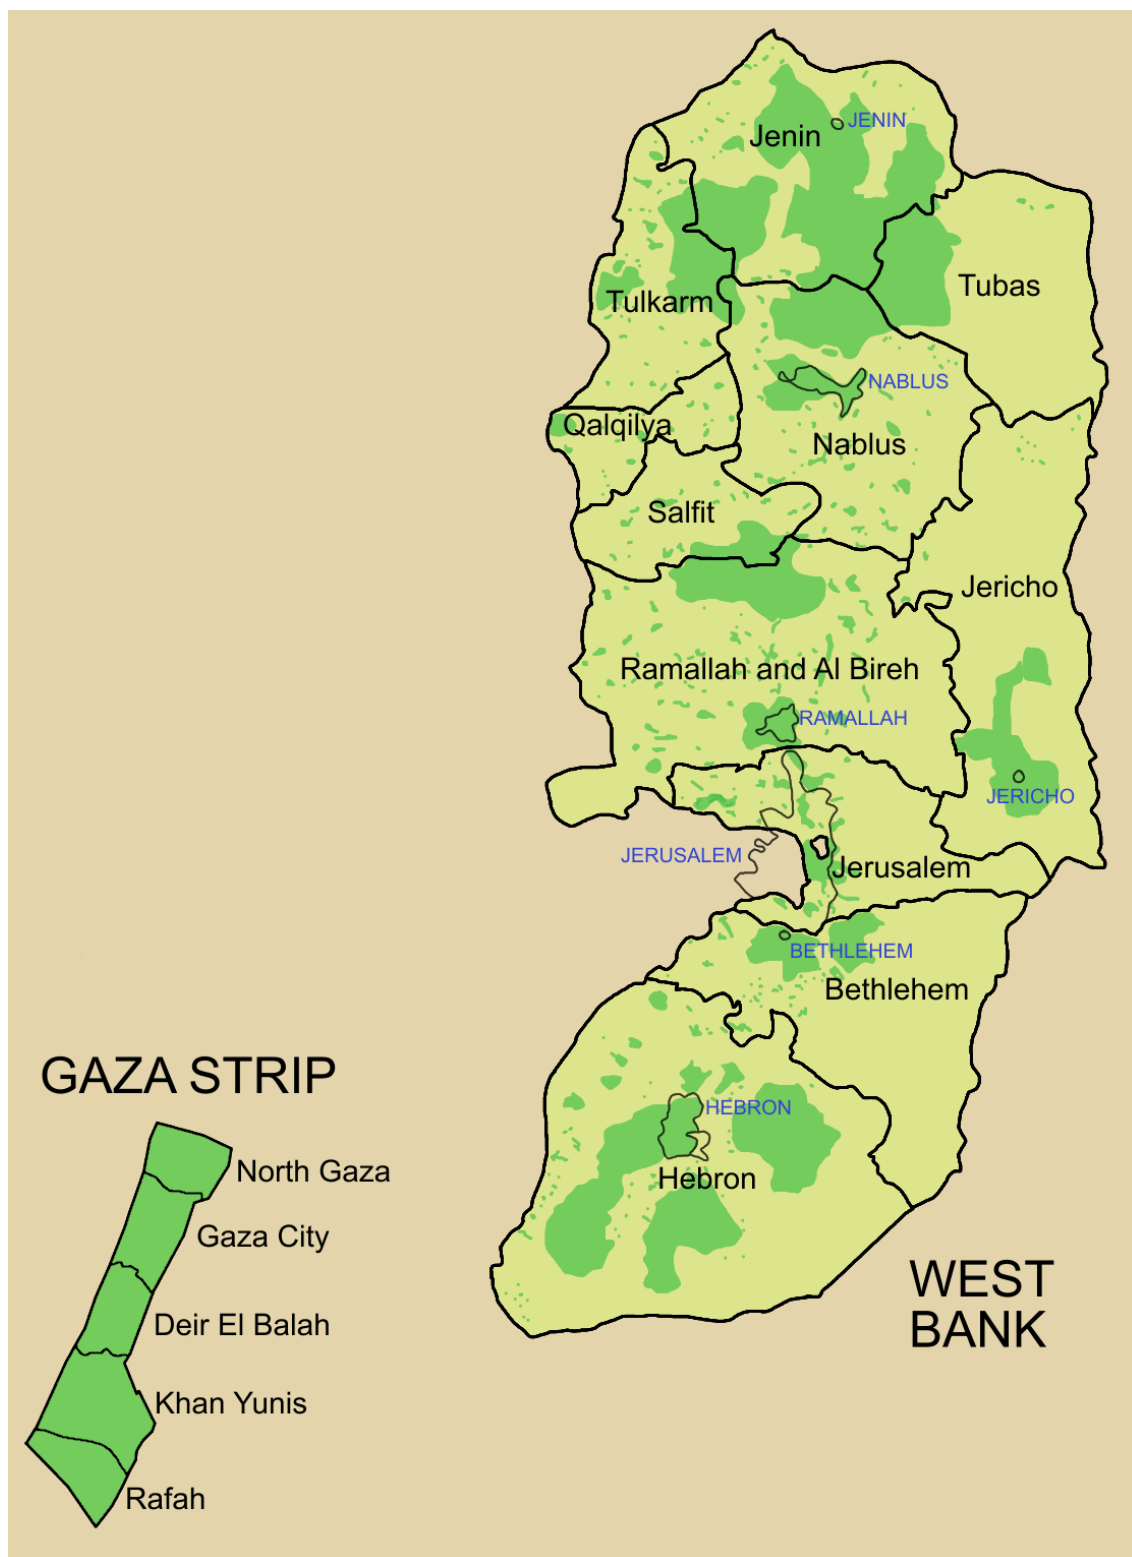 JENIN
Jenin
Tubas
Tulkarm
NABLUS
Qalqilya
Nablus
Salfit
Jericho
Ramallah and Al Bireh
RAMALLAH
JERICHO
JERUSALEM
Jerusalem
BETHLEHEM
Bethlehem
GAZA STRIP
HEBRON
North Gaza
Hebron
Gaza City
WEST
BANK
Deir El Balah
Khan Yunis
Rafah